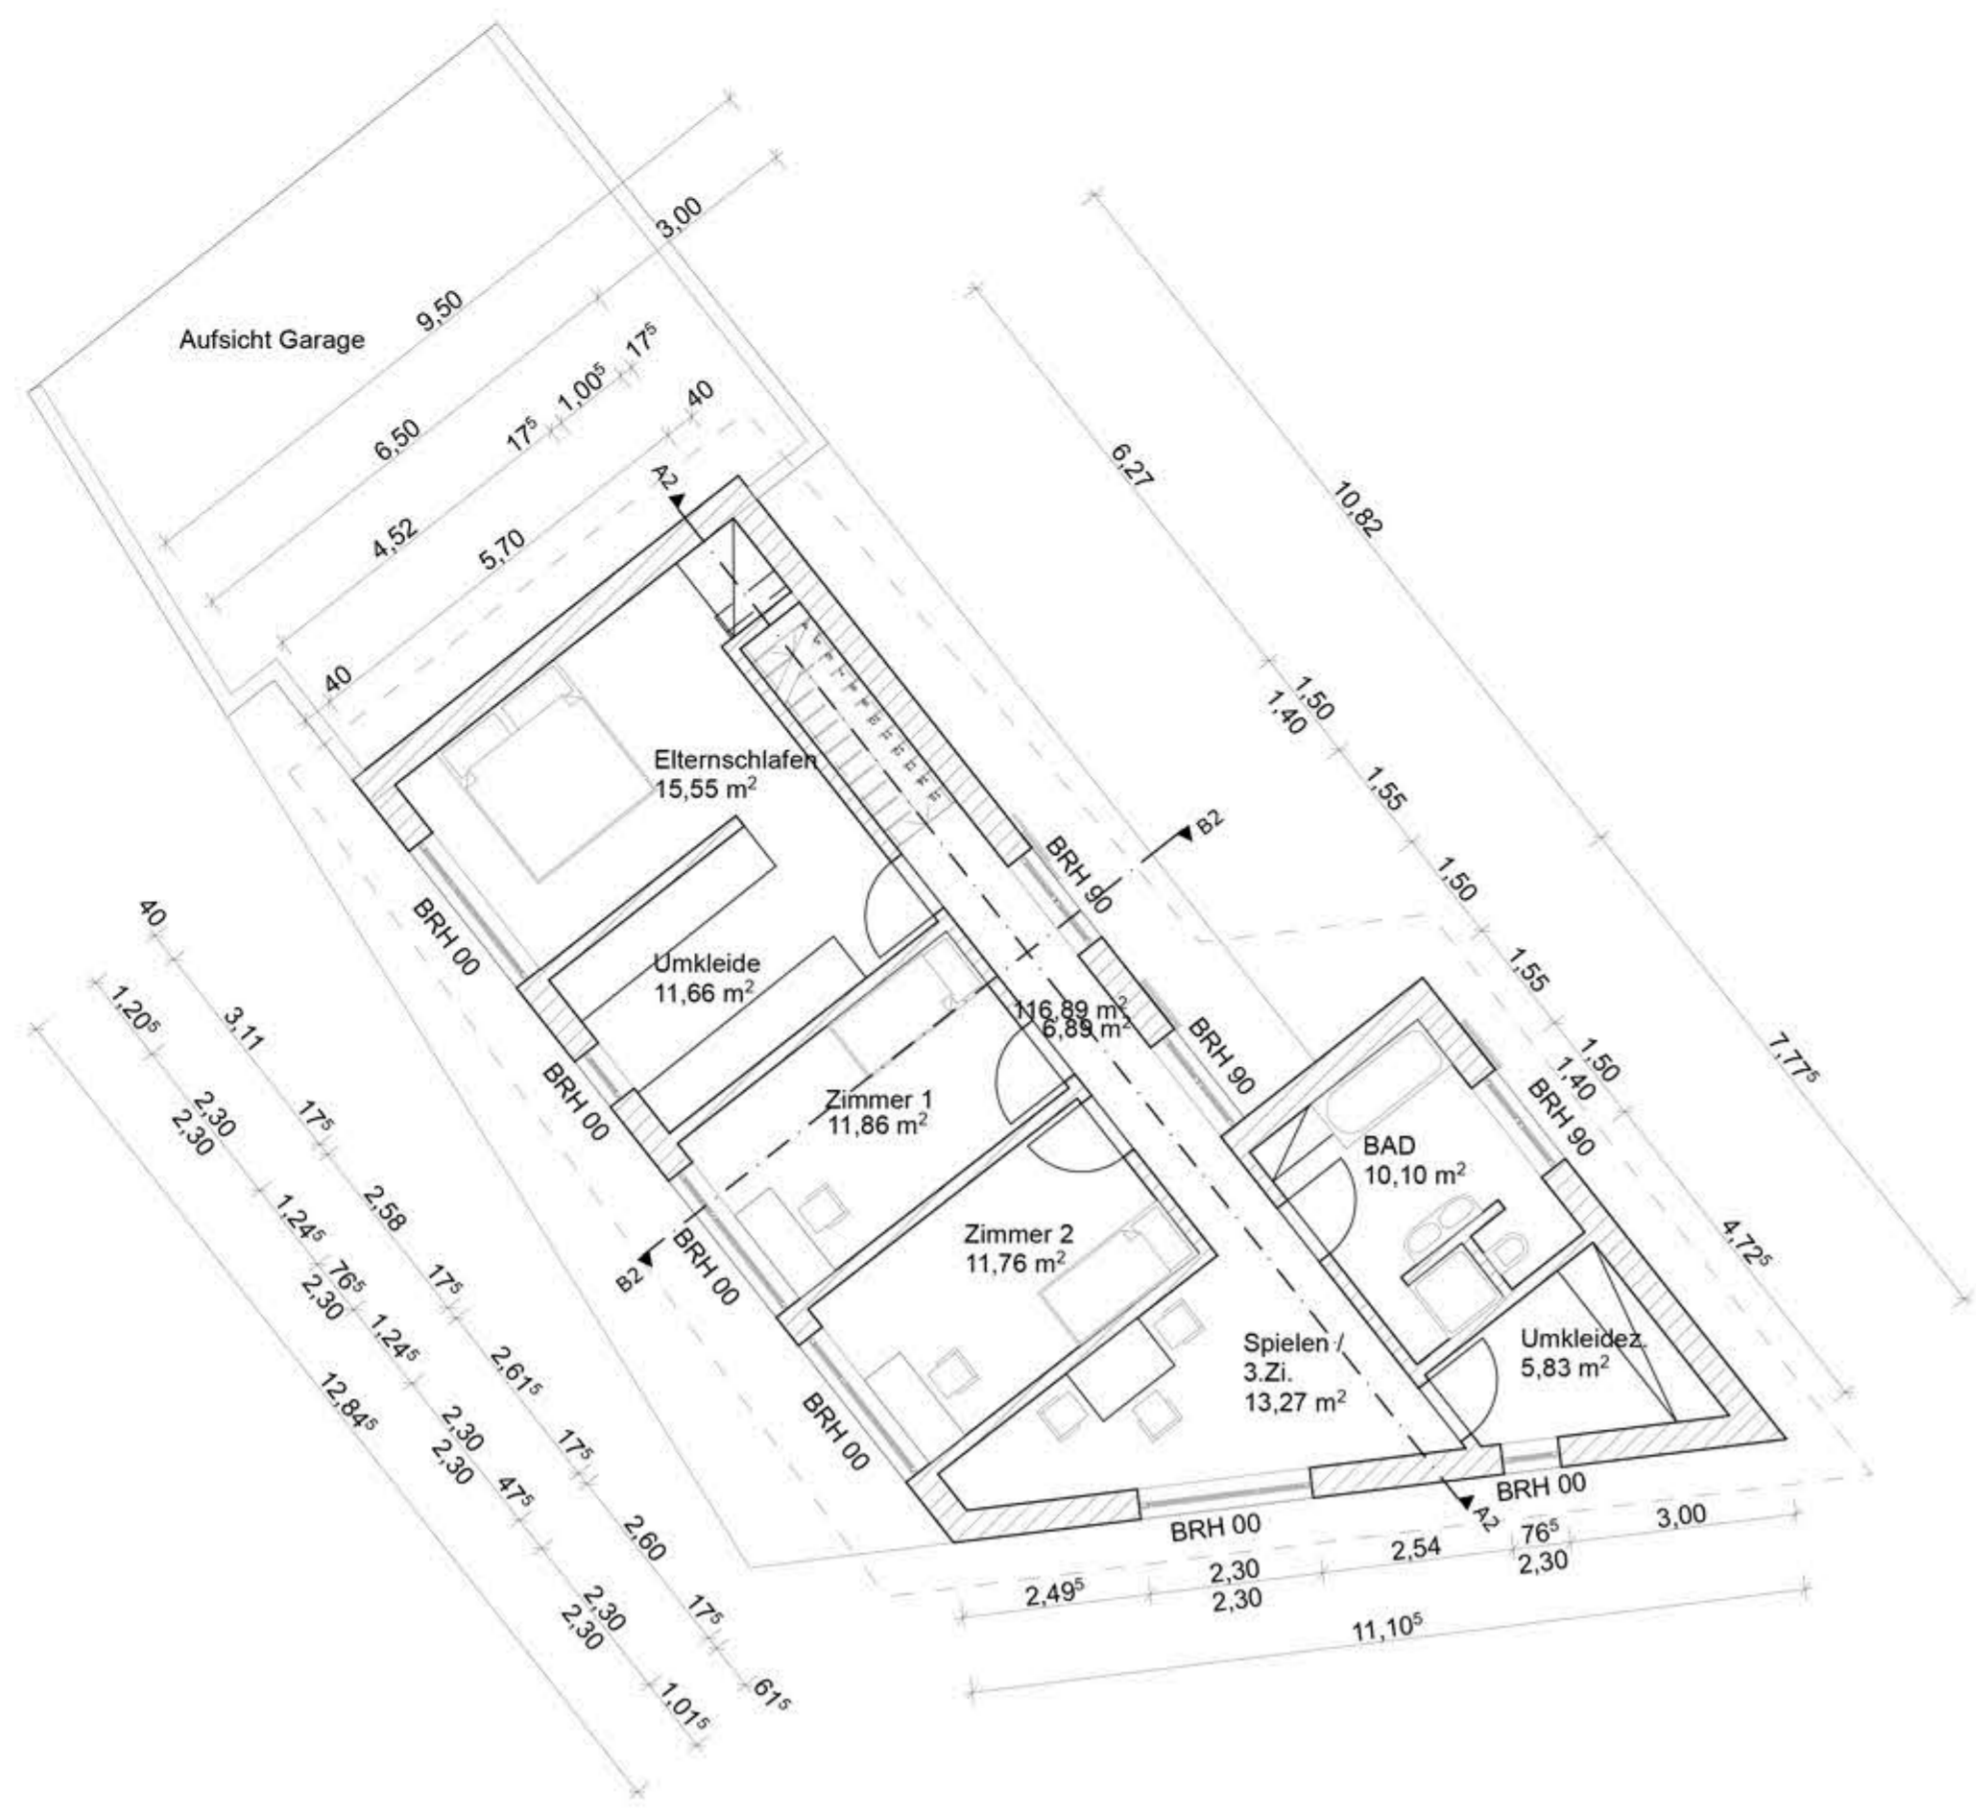 3,00
9,50
Aufsicht Garage
17⁵
1,00⁵
17⁵
6,50
40
4,52
5,70
A2
40
6,27
10,82
1,50
1,40
1,55
1,50
1,55
1,50
1,40
7,77⁵
4,72⁵
Elternschlafen
15,55 m²
B2
BRH 90
BRH 90
BRH 90
BRH 00
Umkleide
11,66 m²
116,89 m²
6,89 m²
BRH 00
Zimmer 1
11,86 m²
BAD
10,10 m²
B2
BRH 00
Zimmer 2
11,76 m²
Spielen /
3.Zi.
13,27 m²
Umkleidez.
5,83 m²
BRH 00
BRH 00
BRH 00
A2
40
3,11
17⁵
2,58
17⁵
2,61⁵
17⁵
2,60
17⁵
61⁵
1,20⁵
2,30
2,30
1,24⁵
76⁵
2,30
1,24⁵
2,30
2,30
47⁵
2,30
2,30
1,01⁵
12,84⁵
2,49⁵
2,30
2,30
2,54
76⁵
2,30
3,00
11,10⁵